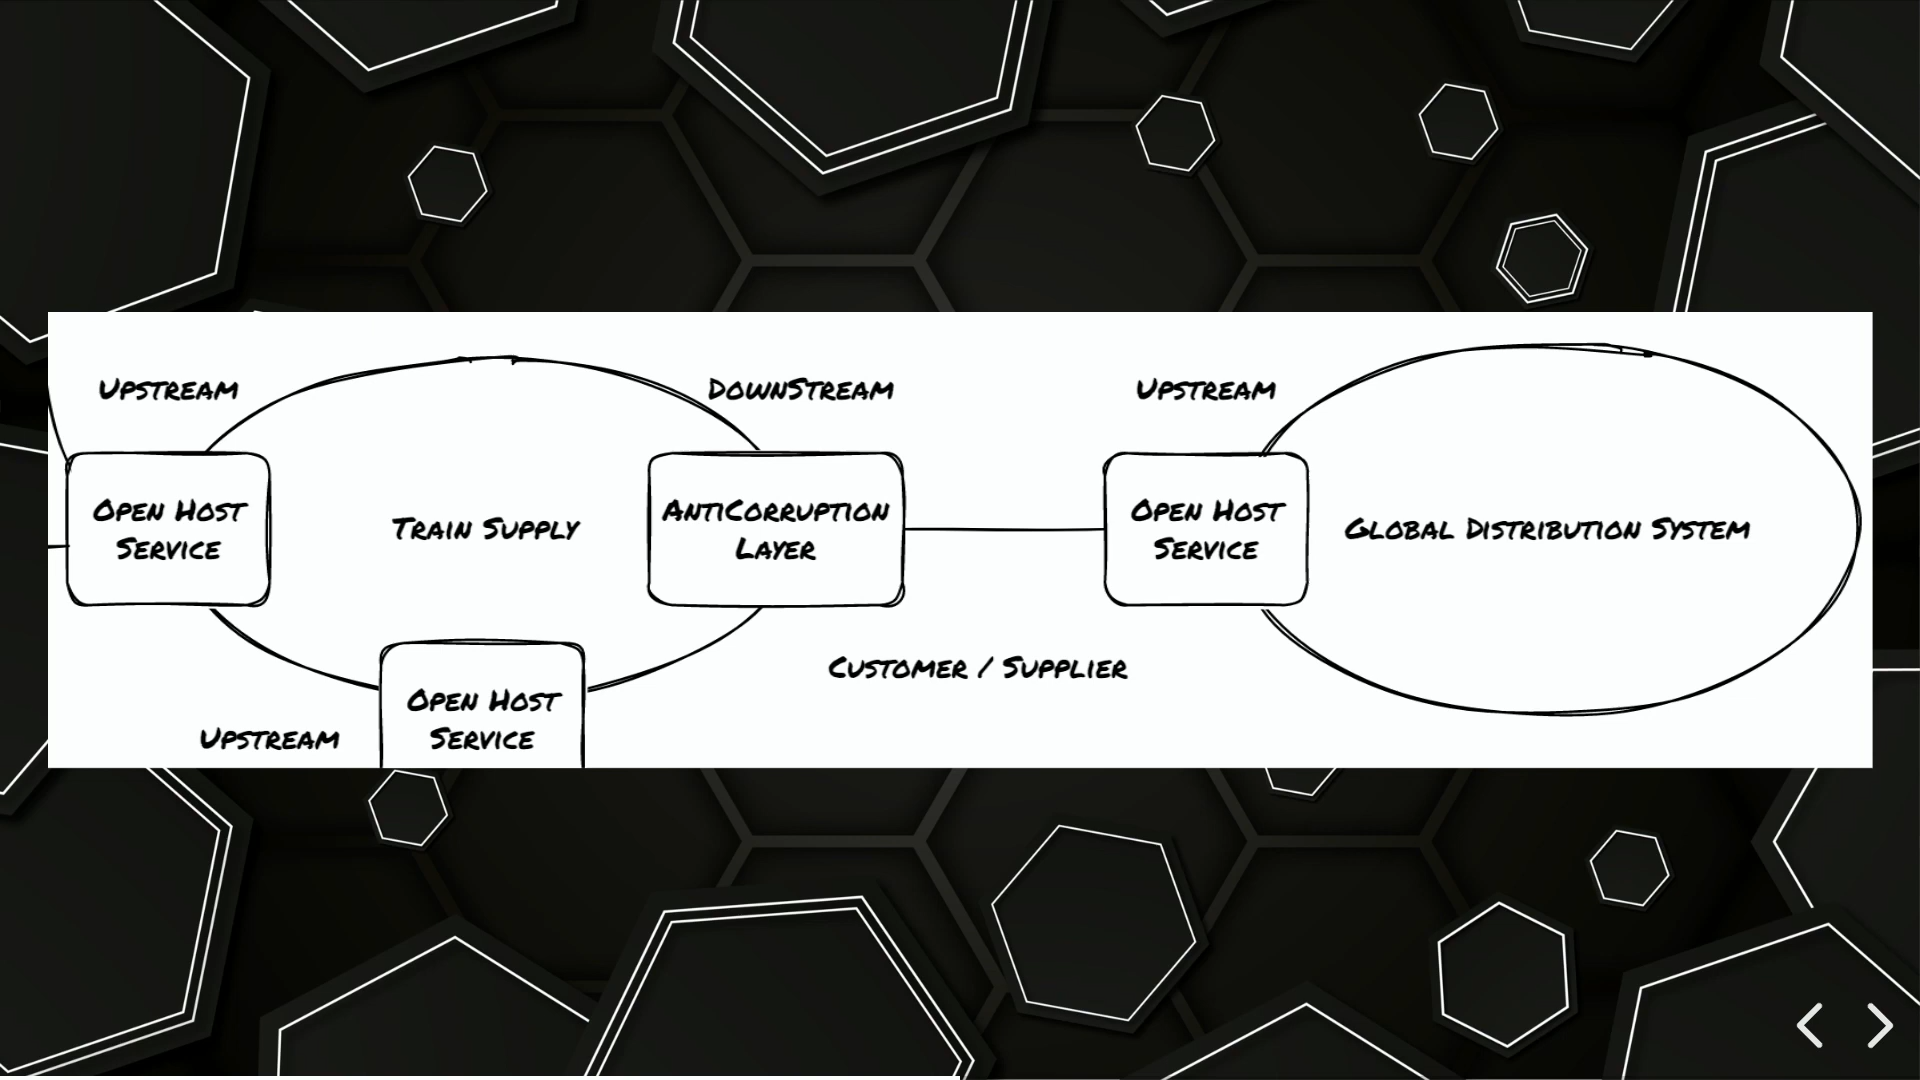 Upstream
DownStream
Upstream
Open Host
Service
Train Supply
AntiCorruption
Layer
Open Host
Service
Global Distribution System
Customer / Supplier
Open Host
Service
Upstream